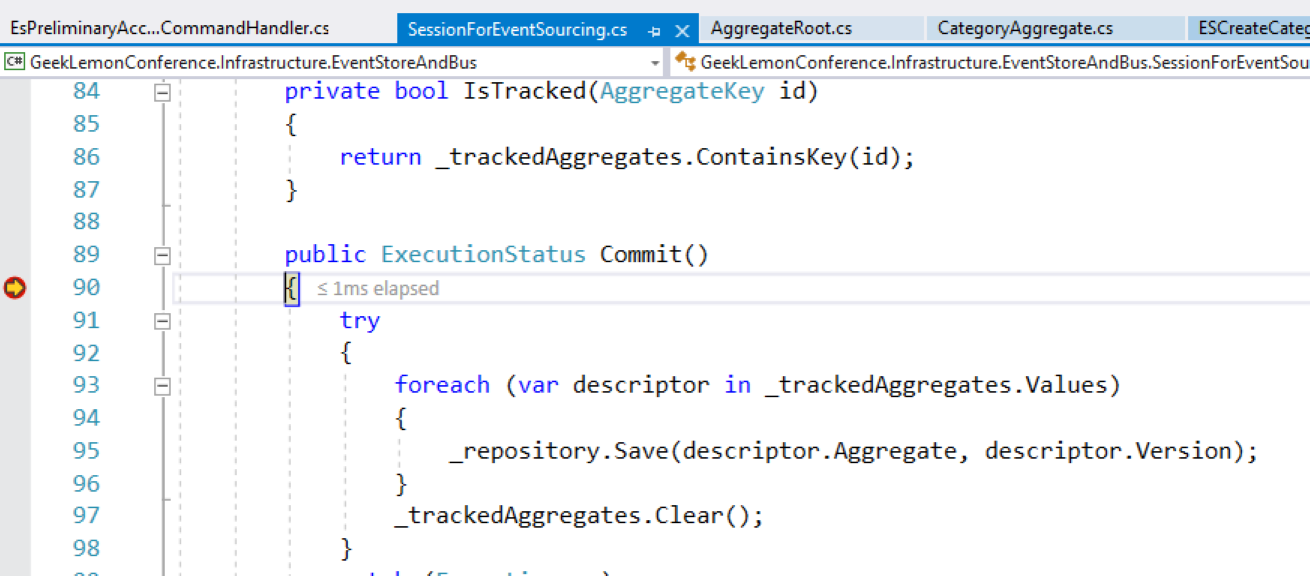 EsPreliminaryAcc...CommandHandler.cs SessionForEventSourcing.cs AggregateRoot.cs CategoryAggregate.cs ESCreateCateg
C# GeekLemonConference.Infrastructure.EventStoreAndBus GeekLemonConference.Infrastructure.EventStoreAndBus.SessionForEventSou
84 private bool IsTracked(AggregateKey id)
85 {
86 return _trackedAggregates.ContainsKey(id);
87 }
88
89 public ExecutionStatus Commit()
90 { ≤ 1ms elapsed
91 try
92 {
93 foreach (var descriptor in _trackedAggregates.Values)
94 {
95 _repository.Save(descriptor.Aggregate, descriptor.Version);
96 }
97 _trackedAggregates.Clear();
98 }